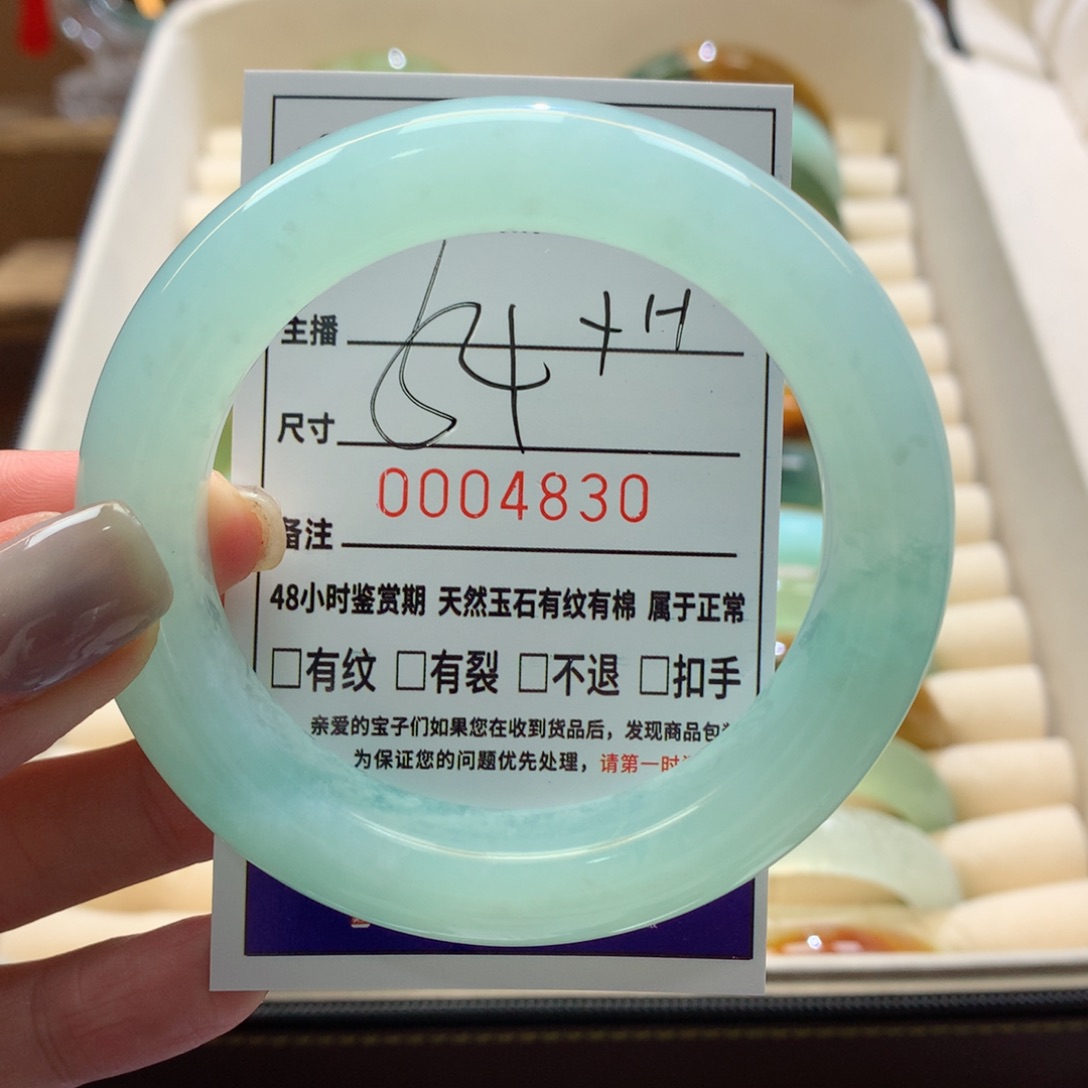 主播
54 +H
尺寸
0004830
备注
48小时鉴赏期 天然玉石有纹有棉 属于正常
□有纹 □有裂 □不退 □扣手
亲爱的宝子们如果您在收到货品后，发现商品包
为保证您的问题优先处理，请第一时